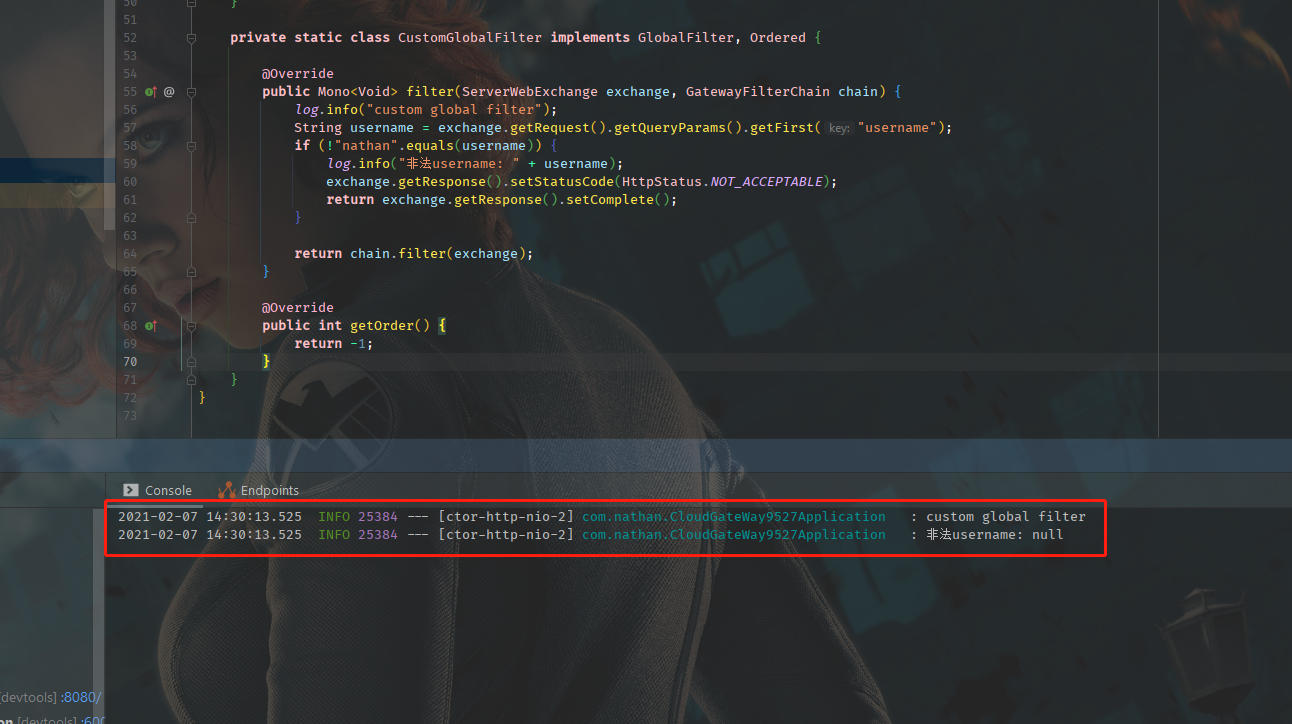 50 }
51
52 private static class CustomGlobalFilter implements GlobalFilter, Ordered {
53
54 @Override
55 @ public Mono<Void> filter(ServerWebExchange exchange, GatewayFilterChain chain) {
56 log.info("custom global filter");
57 String username = exchange.getRequest().getQueryParams().getFirst( key: "username");
58 if (!"nathan".equals(username)) {
59 log.info("非法username: " + username);
60 exchange.getResponse().setStatusCode(HttpStatus.NOT_ACCEPTABLE);
61 return exchange.getResponse().setComplete();
62 }
63
64 return chain.filter(exchange);
65 }
66
67 @Override
68 public int getOrder() {
69 return -1;
70 }
71 }
72 }
73
Console Endpoints
2021-02-07 14:30:13.525 INFO 25384 --- [ctor-http-nio-2] com.nathan.CloudGateWay9527Application : custom global filter
2021-02-07 14:30:13.525 INFO 25384 --- [ctor-http-nio-2] com.nathan.CloudGateWay9527Application : 非法username: null
[devtools] :8080/
on [devtools] :600